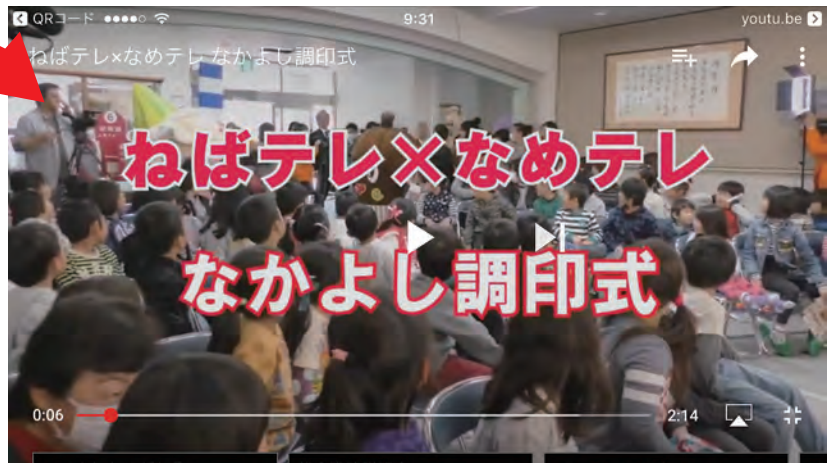 QRコード
9:31
youtu.be
ねばテレ×なめテレ なかよし調印式
ねばテレ×なめテレ
なかよし調印式
0:06
2:14